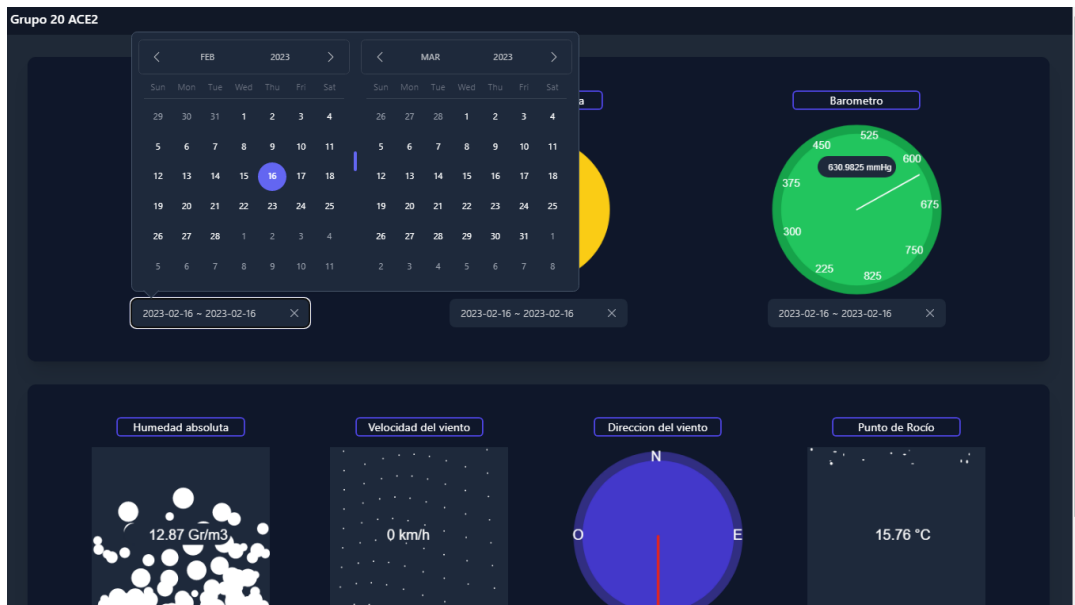 Grupo 20 ACE2
FEB 2023
Sun Mon Tue Wed Thu Fri Sat
29 30 31 1 2 3 4
5 6 7 8 9 10 11
12 13 14 15 16 17 18
19 20 21 22 23 24 25
26 27 28 1 2 3 4
5 6 7 8 9 10 11
MAR 2023
Sun Mon Tue Wed Thu Fri Sat
26 27 28 1 2 3 4
5 6 7 8 9 10 11
12 13 14 15 16 17 18
19 20 21 22 23 24 25
26 27 28 29 30 31 1
2 3 4 5 6 7 8
a
Barometro
525
450
600
630.9825 mmHg
375
675
300
750
225
825
2023-02-16 ~ 2023-02-16
2023-02-16 ~ 2023-02-16
2023-02-16 ~ 2023-02-16
Humedad absoluta
12.87 Gr/m3
Velocidad del viento
0 km/h
Direccion del viento
N
O
E
Punto de Rocío
15.76 °C